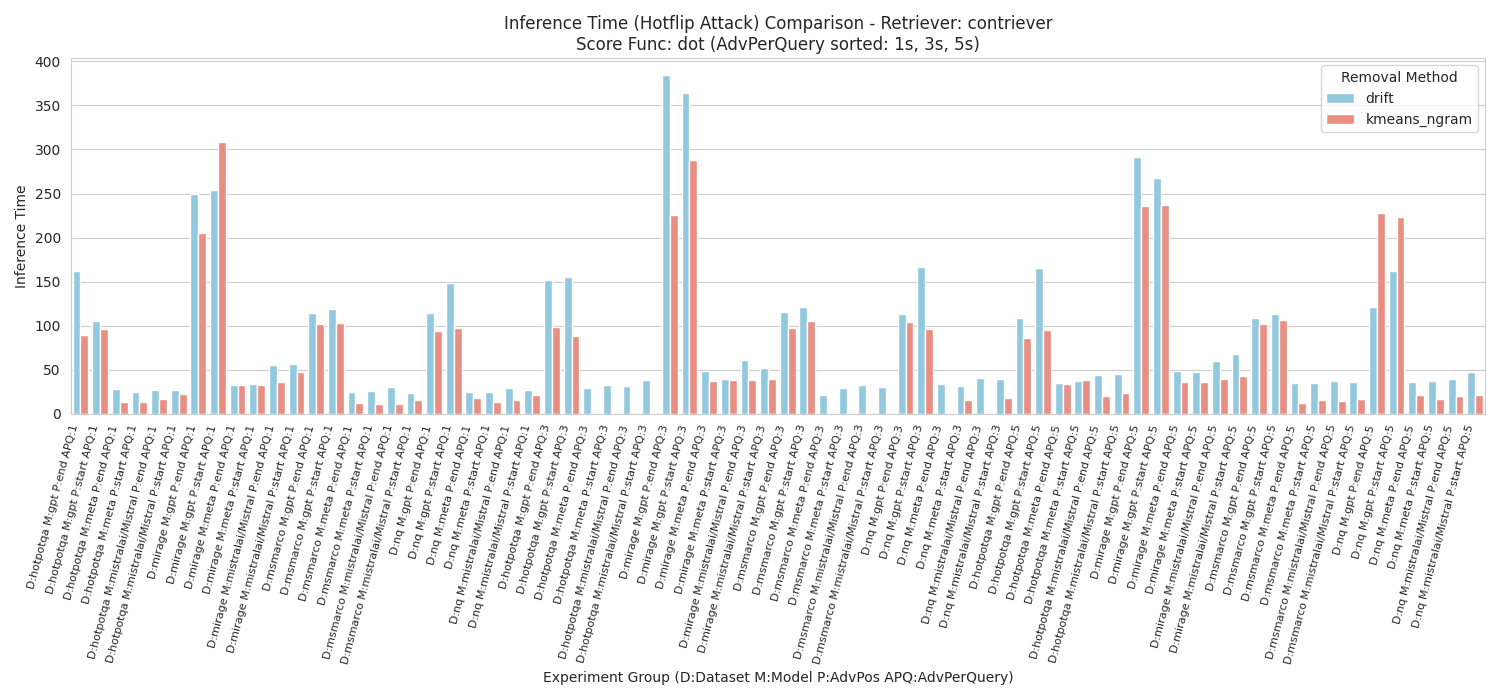 Inference Time (Hotflip Attack) Comparison - Retriever: contriever
Score Func: dot (AdvPerQuery sorted: 1s, 3s, 5s)
Removal Method
drift
kmeans_ngram
Inference Time
400
350
300
250
200
150
100
50
0
D:hotpotqa M:gpt P:end APQ:1
D:hotpotqa M:gpt P:start APQ:1
D:hotpotqa M:meta P:end APQ:1
D:hotpotqa M:meta P:start APQ:1
D:hotpotqa M:mistralai/Mistral P:end APQ:1
D:hotpotqa M:mistralai/Mistral P:start APQ:1
D:mirage M:gpt P:end APQ:1
D:mirage M:gpt P:start APQ:1
D:mirage M:meta P:end APQ:1
D:mirage M:meta P:start APQ:1
D:mirage M:mistralai/Mistral P:end APQ:1
D:mirage M:mistralai/Mistral P:start APQ:1
D:msmarco M:gpt P:end APQ:1
D:msmarco M:gpt P:start APQ:1
D:msmarco M:meta P:end APQ:1
D:msmarco M:meta P:start APQ:1
D:msmarco M:mistralai/Mistral P:end APQ:1
D:msmarco M:mistralai/Mistral P:start APQ:1
D:nq M:gpt P:end APQ:1
D:nq M:gpt P:start APQ:1
D:nq M:meta P:end APQ:1
D:nq M:meta P:start APQ:1
D:nq M:mistralai/Mistral P:end APQ:1
D:nq M:mistralai/Mistral P:start APQ:1
D:hotpotqa M:gpt P:end APQ:3
D:hotpotqa M:gpt P:start APQ:3
D:hotpotqa M:meta P:end APQ:3
D:hotpotqa M:meta P:start APQ:3
D:hotpotqa M:mistralai/Mistral P:end APQ:3
D:hotpotqa M:mistralai/Mistral P:start APQ:3
D:mirage M:gpt P:end APQ:3
D:mirage M:gpt P:start APQ:3
D:mirage M:meta P:end APQ:3
D:mirage M:meta P:start APQ:3
D:mirage M:mistralai/Mistral P:end APQ:3
D:mirage M:mistralai/Mistral P:start APQ:3
D:msmarco M:gpt P:end APQ:3
D:msmarco M:gpt P:start APQ:3
D:msmarco M:meta P:end APQ:3
D:msmarco M:meta P:start APQ:3
D:msmarco M:mistralai/Mistral P:end APQ:3
D:msmarco M:mistralai/Mistral P:start APQ:3
D:nq M:gpt P:end APQ:3
D:nq M:gpt P:start APQ:3
D:nq M:meta P:end APQ:3
D:nq M:meta P:start APQ:3
D:nq M:mistralai/Mistral P:end APQ:3
D:nq M:mistralai/Mistral P:start APQ:3
D:hotpotqa M:gpt P:end APQ:5
D:hotpotqa M:gpt P:start APQ:5
D:hotpotqa M:meta P:end APQ:5
D:hotpotqa M:meta P:start APQ:5
D:hotpotqa M:mistralai/Mistral P:end APQ:5
D:hotpotqa M:mistralai/Mistral P:start APQ:5
D:mirage M:gpt P:end APQ:5
D:mirage M:gpt P:start APQ:5
D:mirage M:meta P:end APQ:5
D:mirage M:meta P:start APQ:5
D:mirage M:mistralai/Mistral P:end APQ:5
D:mirage M:mistralai/Mistral P:start APQ:5
D:msmarco M:gpt P:end APQ:5
D:msmarco M:gpt P:start APQ:5
D:msmarco M:meta P:end APQ:5
D:msmarco M:meta P:start APQ:5
D:msmarco M:mistralai/Mistral P:end APQ:5
D:msmarco M:mistralai/Mistral P:start APQ:5
D:nq M:gpt P:end APQ:5
D:nq M:gpt P:start APQ:5
D:nq M:meta P:end APQ:5
D:nq M:meta P:start APQ:5
D:nq M:mistralai/Mistral P:end APQ:5
D:nq M:mistralai/Mistral P:start APQ:5
Experiment Group (D:Dataset M:Model P:AdvPos APQ:AdvPerQuery)